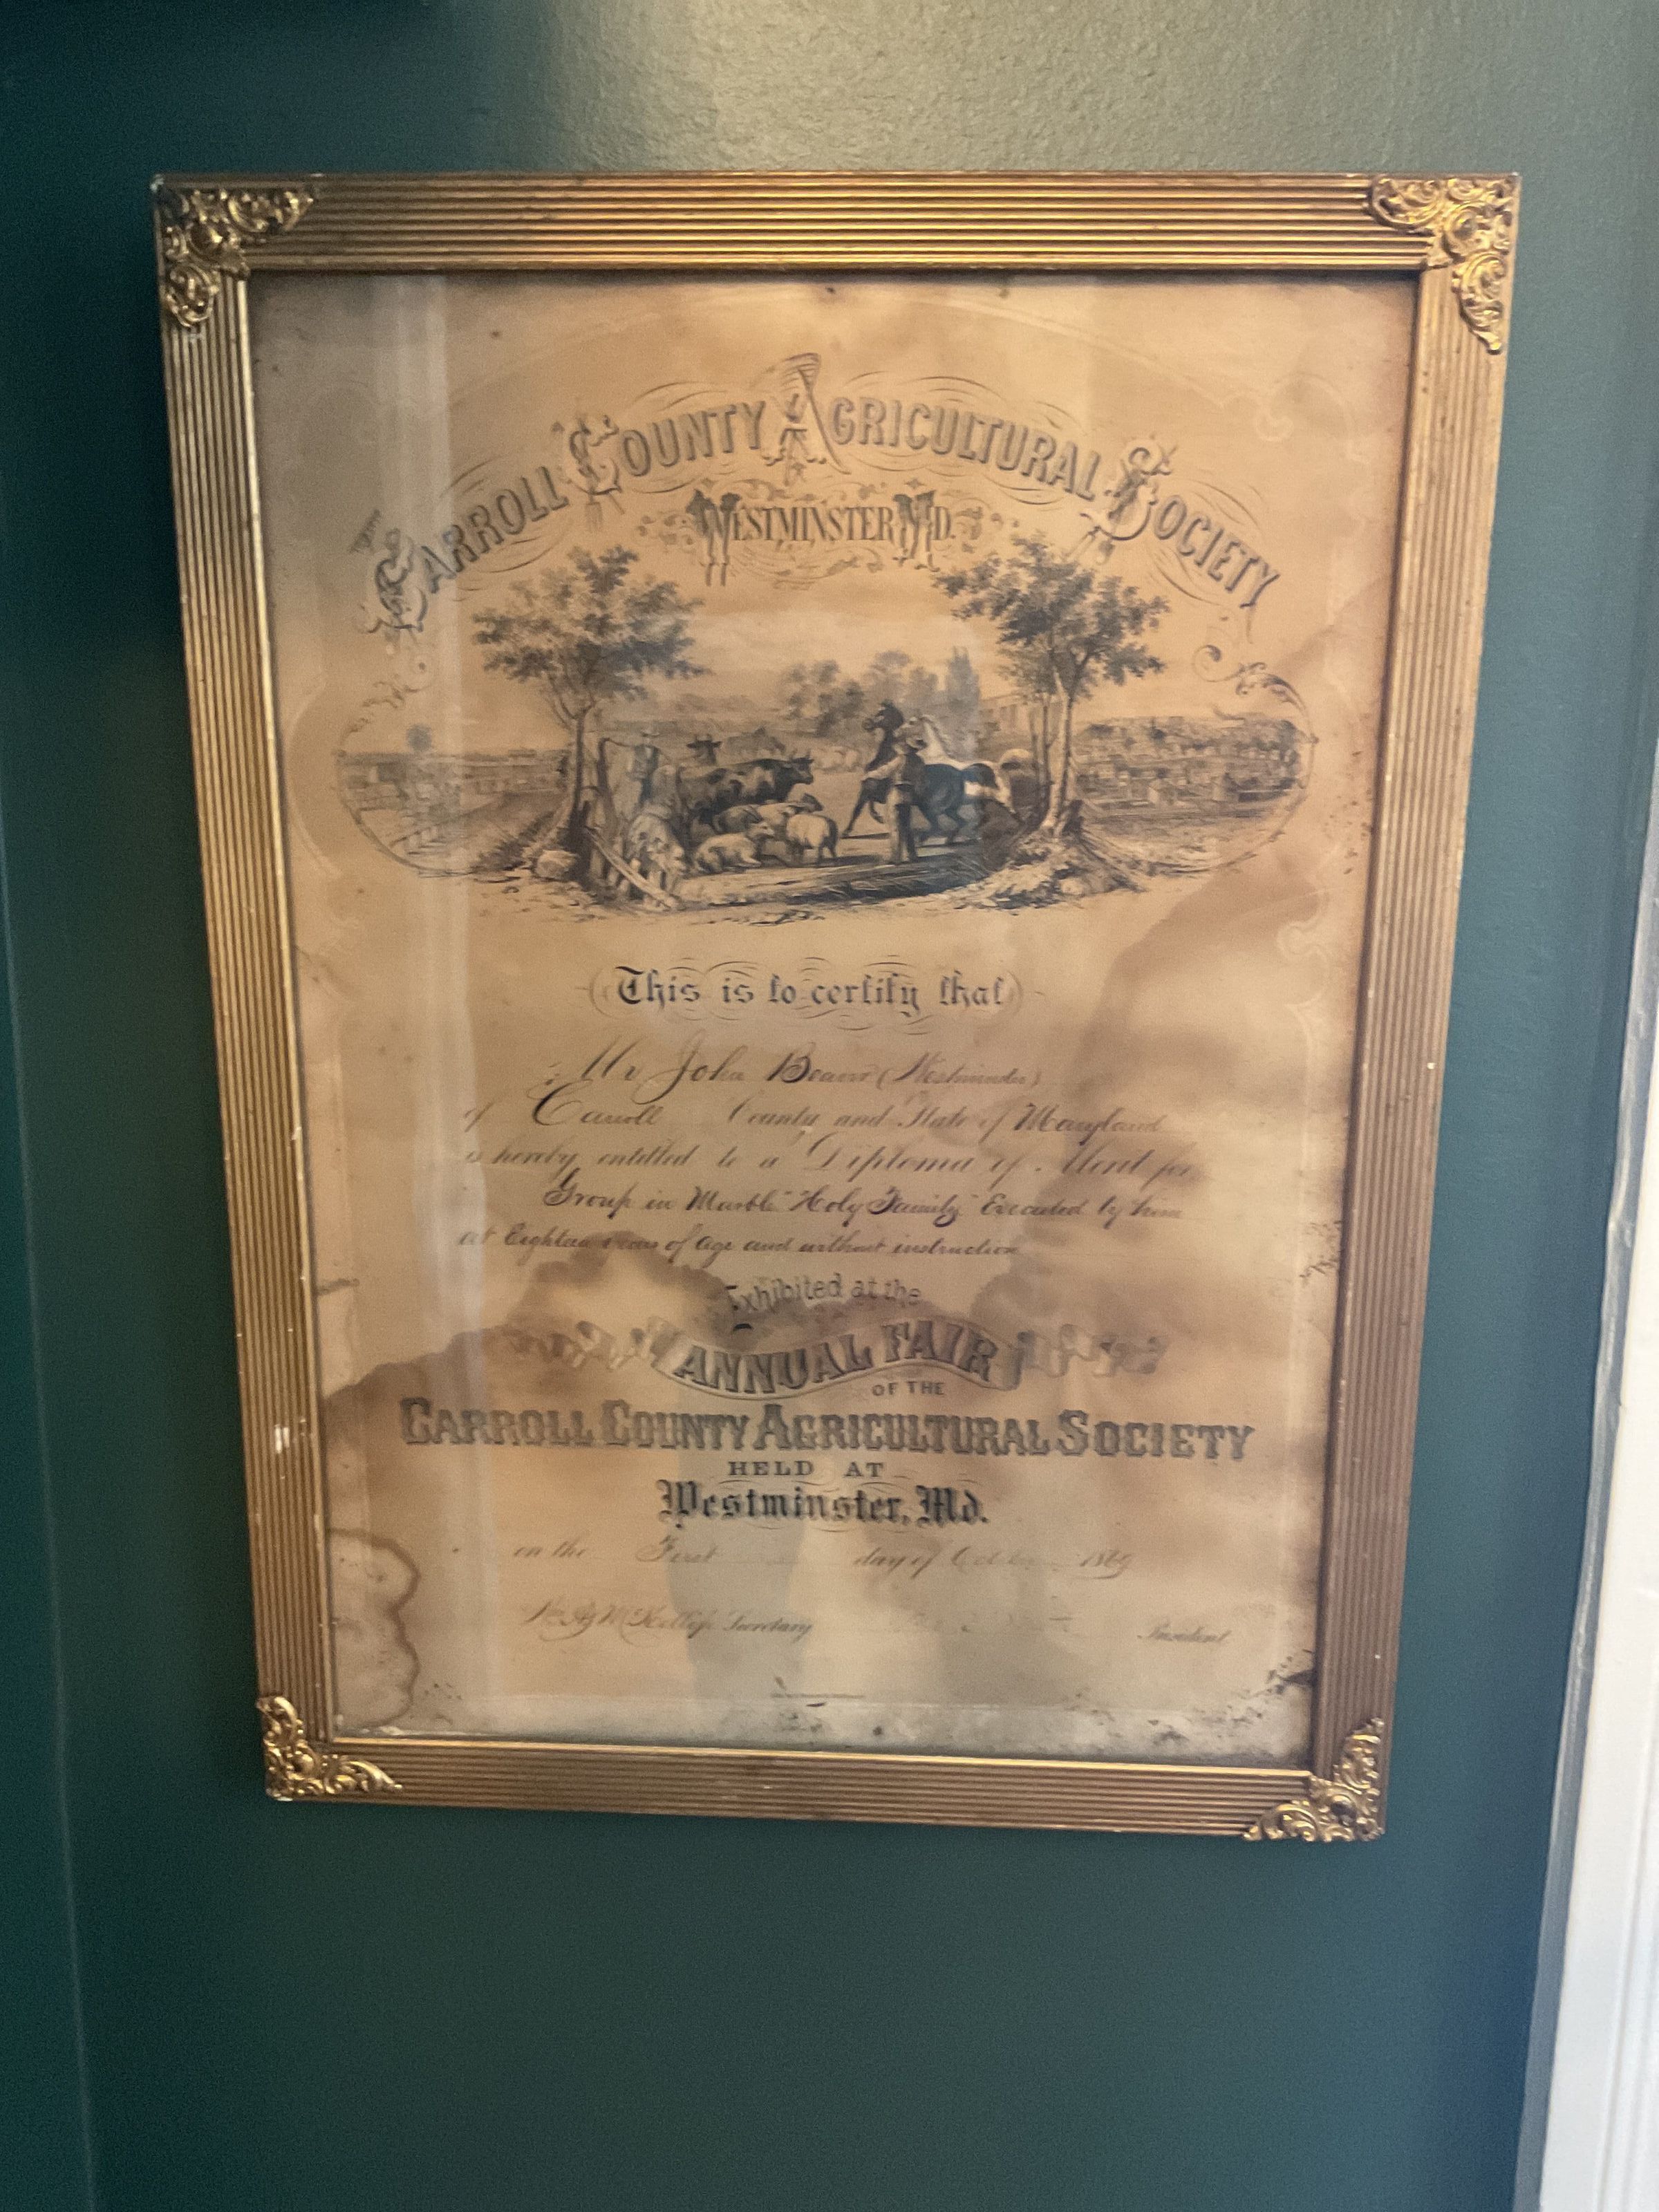 CARROLL COUNTY AGRICULTURAL SOCIETY
WESTMINSTER MD.
This is to certify that
Mr John Beaver (Westminster)
of Carroll County and State of Maryland
is hereby entitled to a Diploma of Merit for
Group in Marble "Holy Family" Executed by him
at Eighteen years of age and without instruction
Exhibited at the
ANNUAL FAIR
OF THE
CARROLL COUNTY AGRICULTURAL SOCIETY
HELD AT
Westminster, Md.
on the First day of October 1869
Secretary President